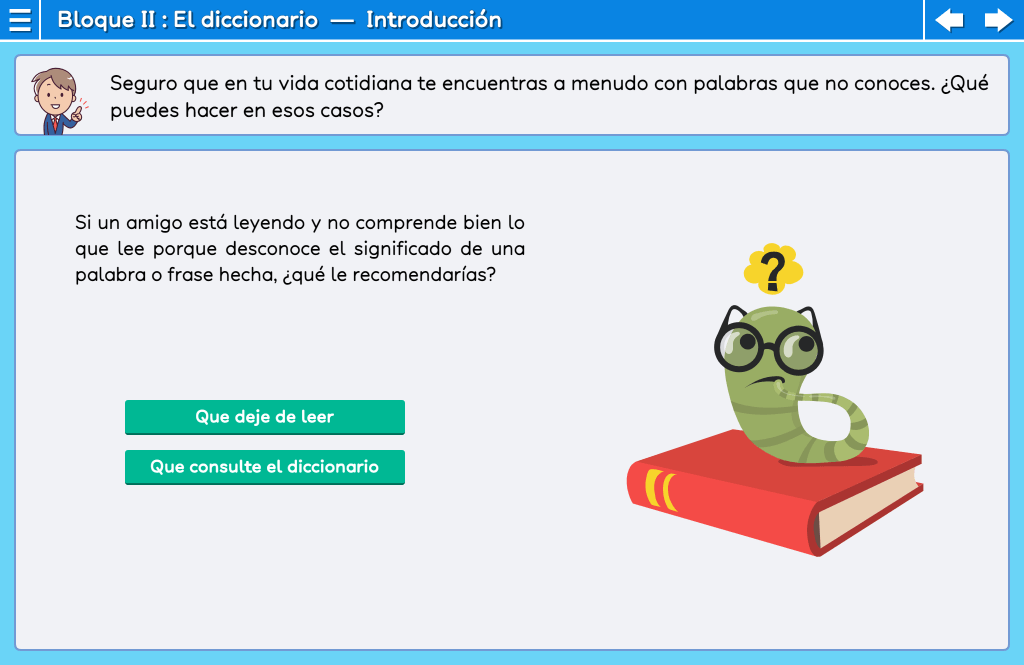 Bloque II : El diccionario — Introducción
Seguro que en tu vida cotidiana te encuentras a menudo con palabras que no conoces. ¿Qué
puedes hacer en esos casos?
Si un amigo está leyendo y no comprende bien lo
que lee porque desconoce el significado de una
palabra o frase hecha, ¿qué le recomendarías?
?
Que deje de leer
Que consulte el diccionario